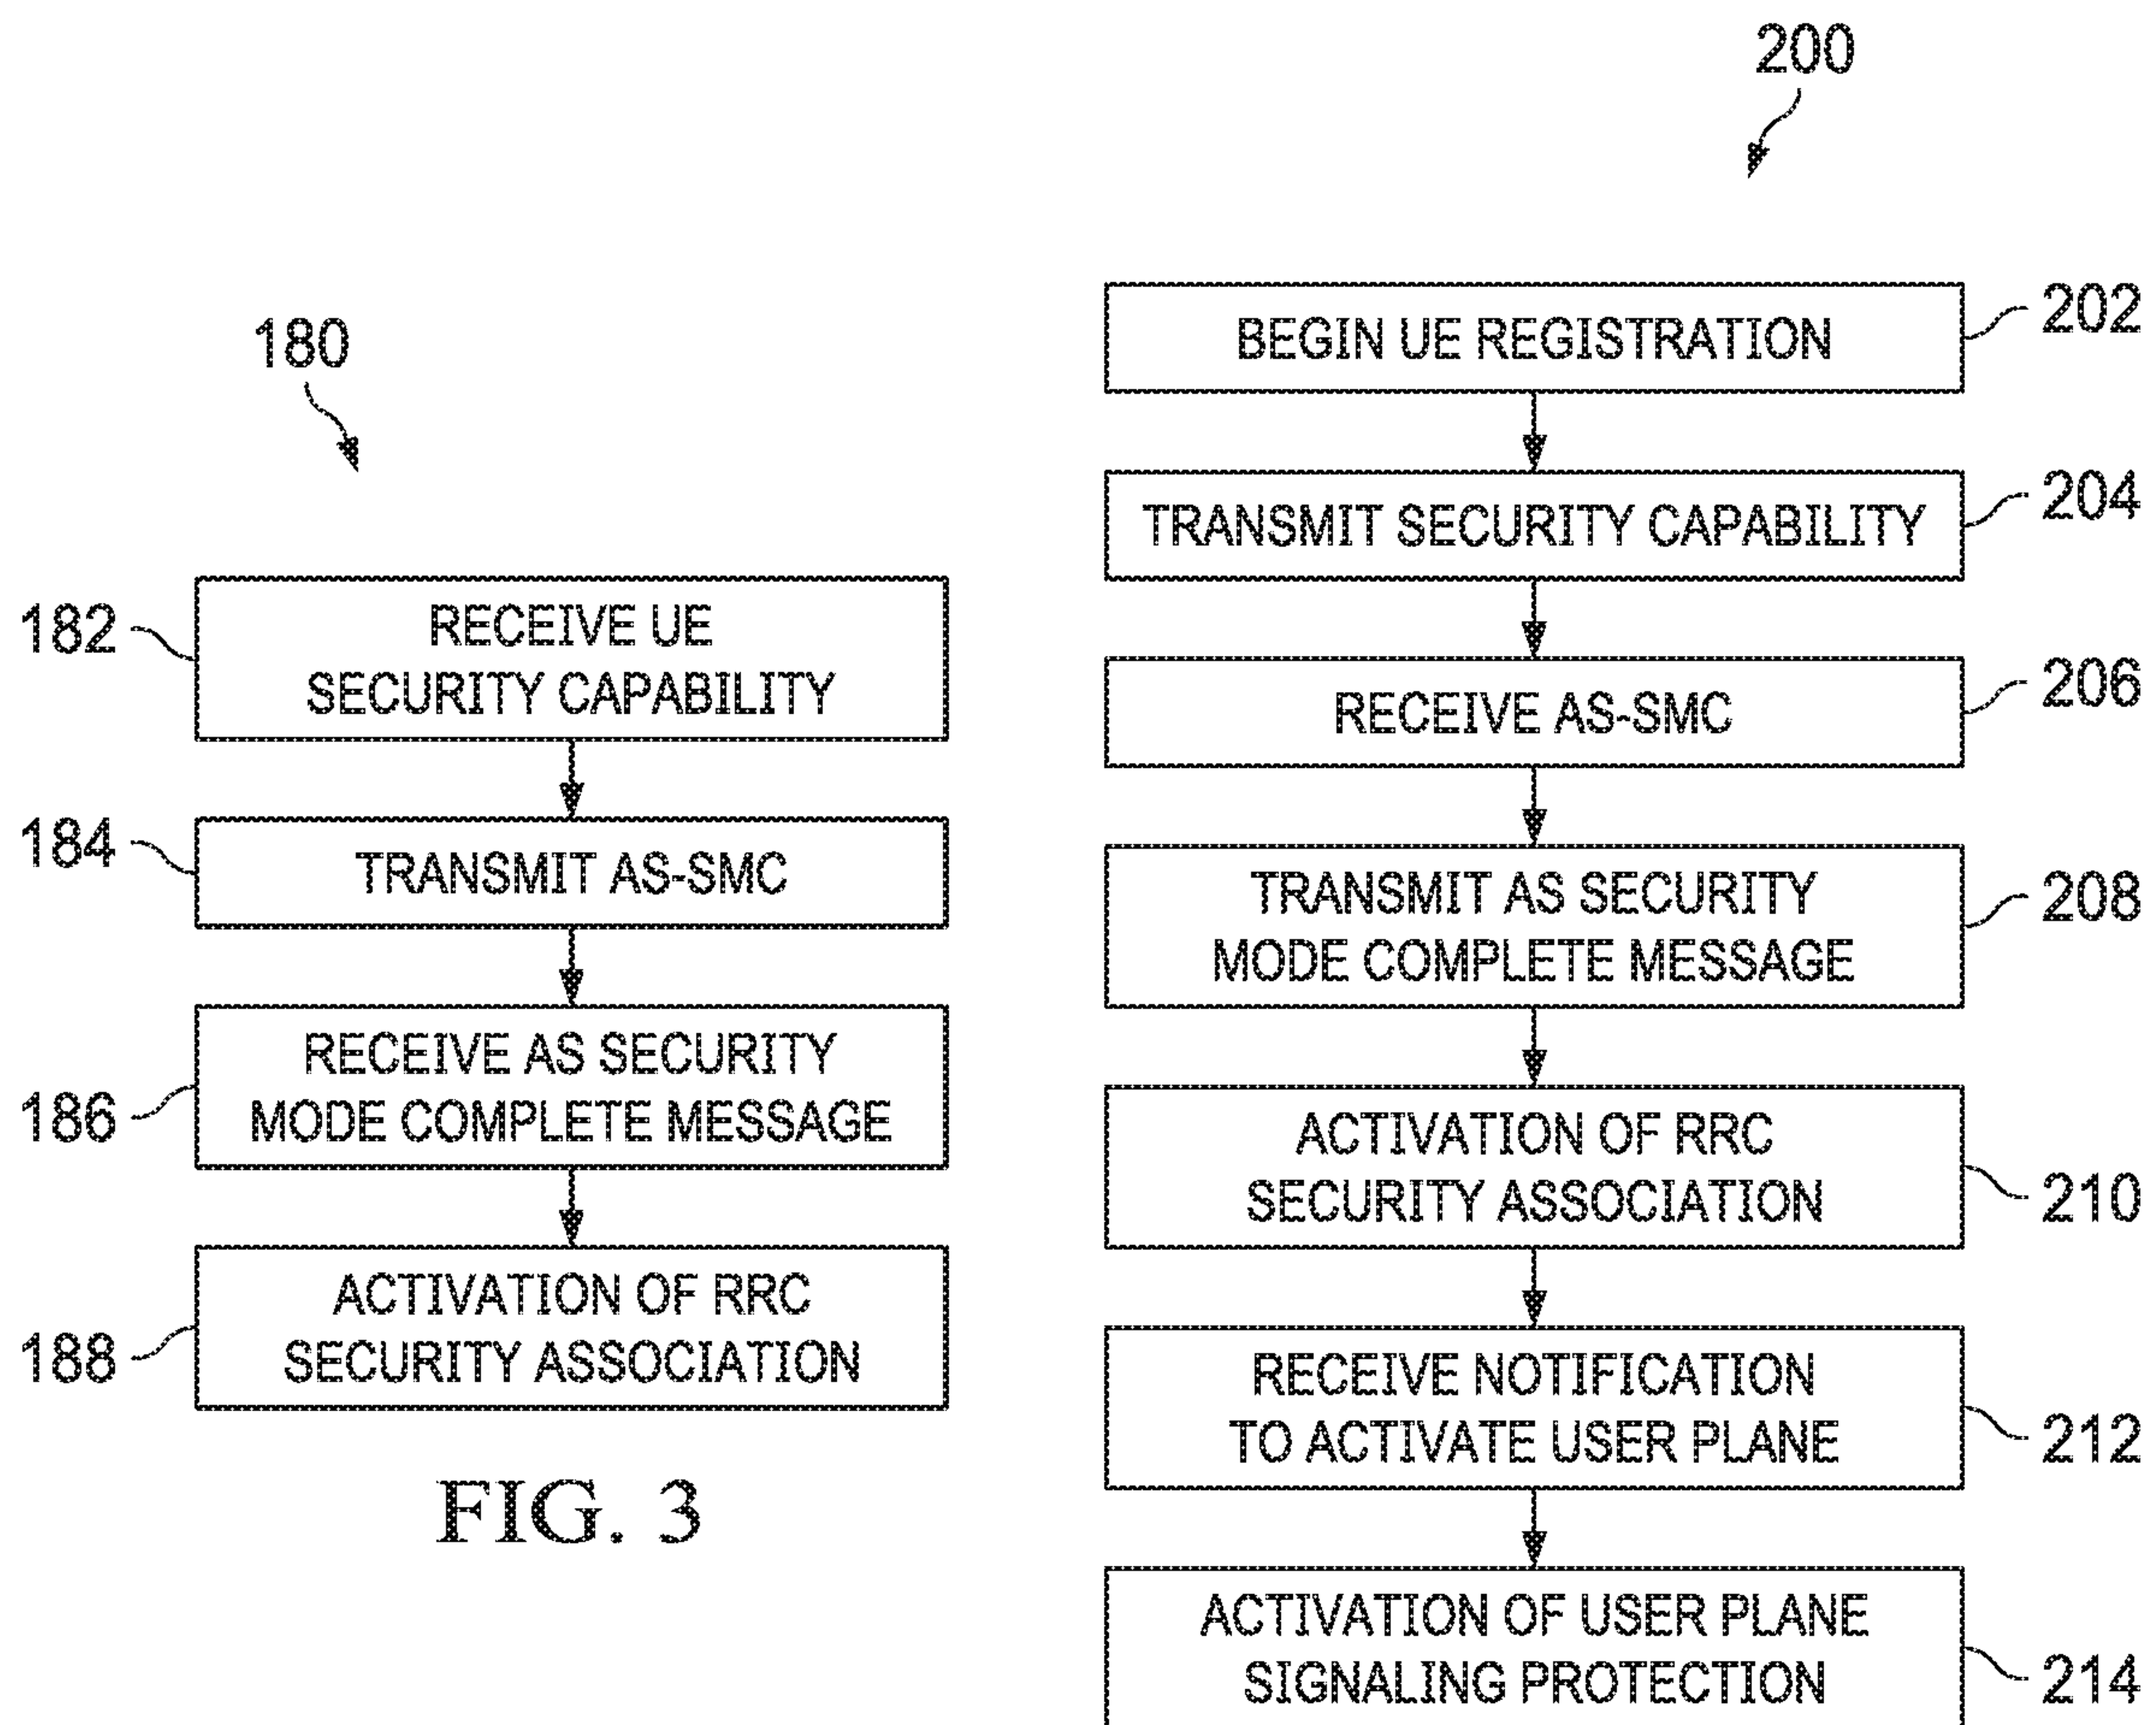 180
182
RECEIVE UE
SECURITY CAPABILITY
184
TRANSMIT AS-SMC
186
RECEIVE AS SECURITY
MODE COMPLETE MESSAGE
188
ACTIVATION OF RRC
SECURITY ASSOCIATION
FIG. 3
200
BEGIN UE REGISTRATION
202
TRANSMIT SECURITY CAPABILITY
204
RECEIVE AS-SMC
206
TRANSMIT AS SECURITY
MODE COMPLETE MESSAGE
208
ACTIVATION OF RRC
SECURITY ASSOCIATION
210
RECEIVE NOTIFICATION
TO ACTIVATE USER PLANE
212
ACTIVATION OF USER PLANE
SIGNALING PROTECTION
214